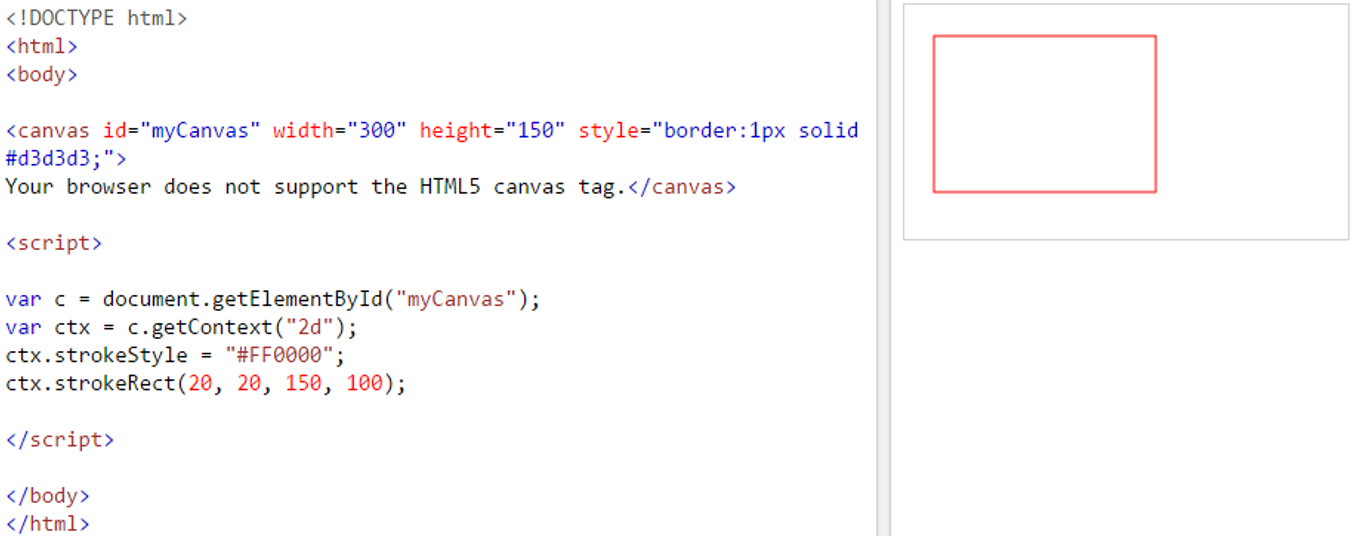 <!DOCTYPE html>
<html>
<body>
<canvas id="myCanvas" width="300" height="150" style="border:1px solid
#d3d3d3;">
Your browser does not support the HTML5 canvas tag.</canvas>
<script>
var c = document.getElementById("myCanvas");
var ctx = c.getContext("2d");
ctx.strokeStyle = "#FF0000";
ctx.strokeRect(20, 20, 150, 100);
</script>
</body>
</html>